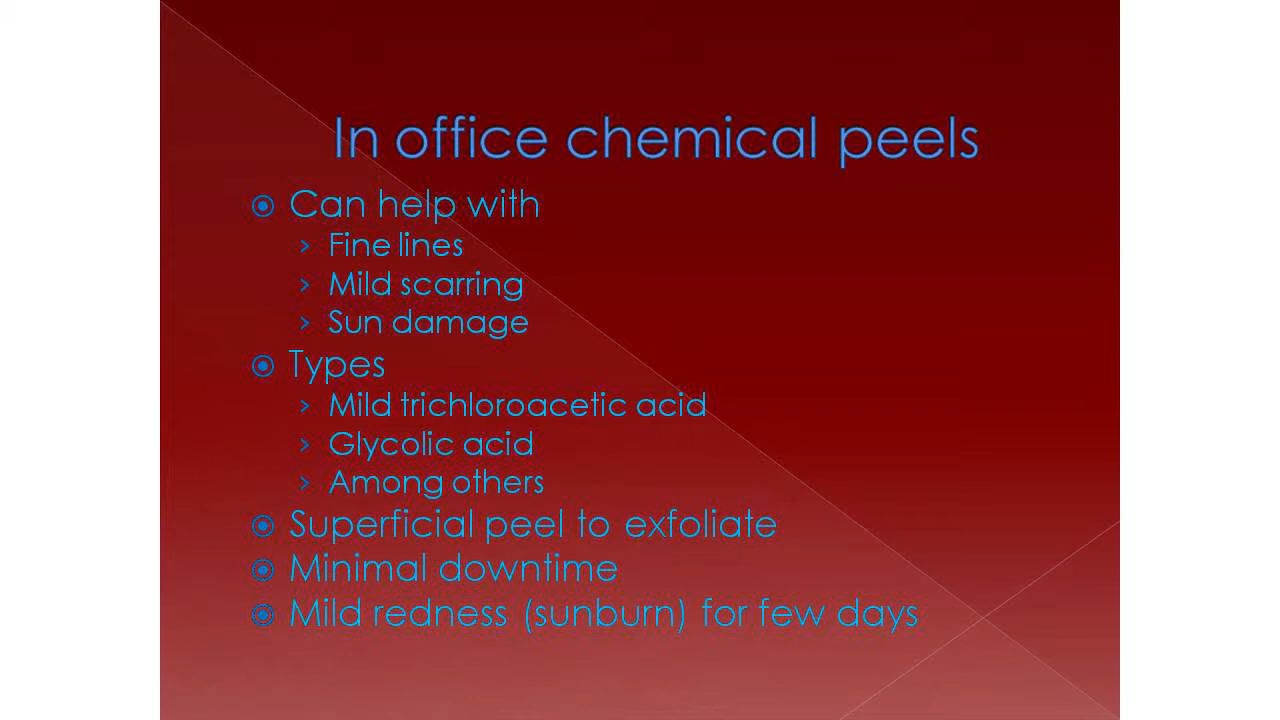 In office chemical peels
Can help with
Fine lines
Mild scarring
Sun damage
Types
Mild trichloroacetic acid
Glycolic acid
Among others
Superficial peel to exfoliate
Minimal downtime
Mild redness (sunburn) for few days